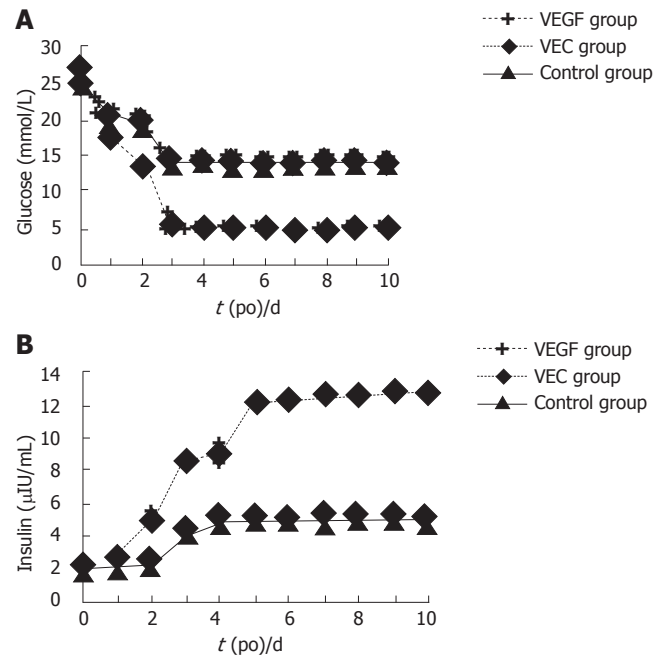 A
VEGF group
VEC group
Control group
30
25
20
15
10
5
0
Glucose (mmol/L)
0 2 4 6 8 10
t (po)/d
B
VEGF group
VEC group
Control group
14
12
10
8
6
4
2
0
Insulin (μIU/mL)
0 2 4 6 8 10
t (po)/d